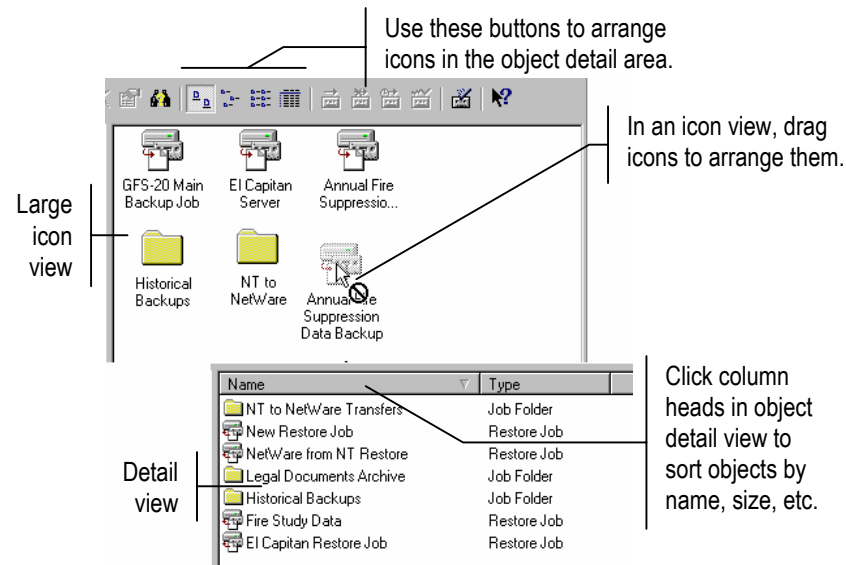 Use these buttons to arrange
icons in the object detail area.
In an icon view, drag
icons to arrange them.
Large
icon
view
GFS-20 Main
Backup Job
El Capitan
Server
Annual Fire
Suppressio...
Historical
Backups
NT to
NetWare
Annual Fire
Suppression
Data Backup
Click column
heads in object
detail view to
sort objects by
name, size, etc.
Detail
view
Name Type
NT to NetWare Transfers Job Folder
New Restore Job Restore Job
NetWare from NT Restore Restore Job
Legal Documents Archive Job Folder
Historical Backups Job Folder
Fire Study Data Restore Job
El Capitan Restore Job Restore Job